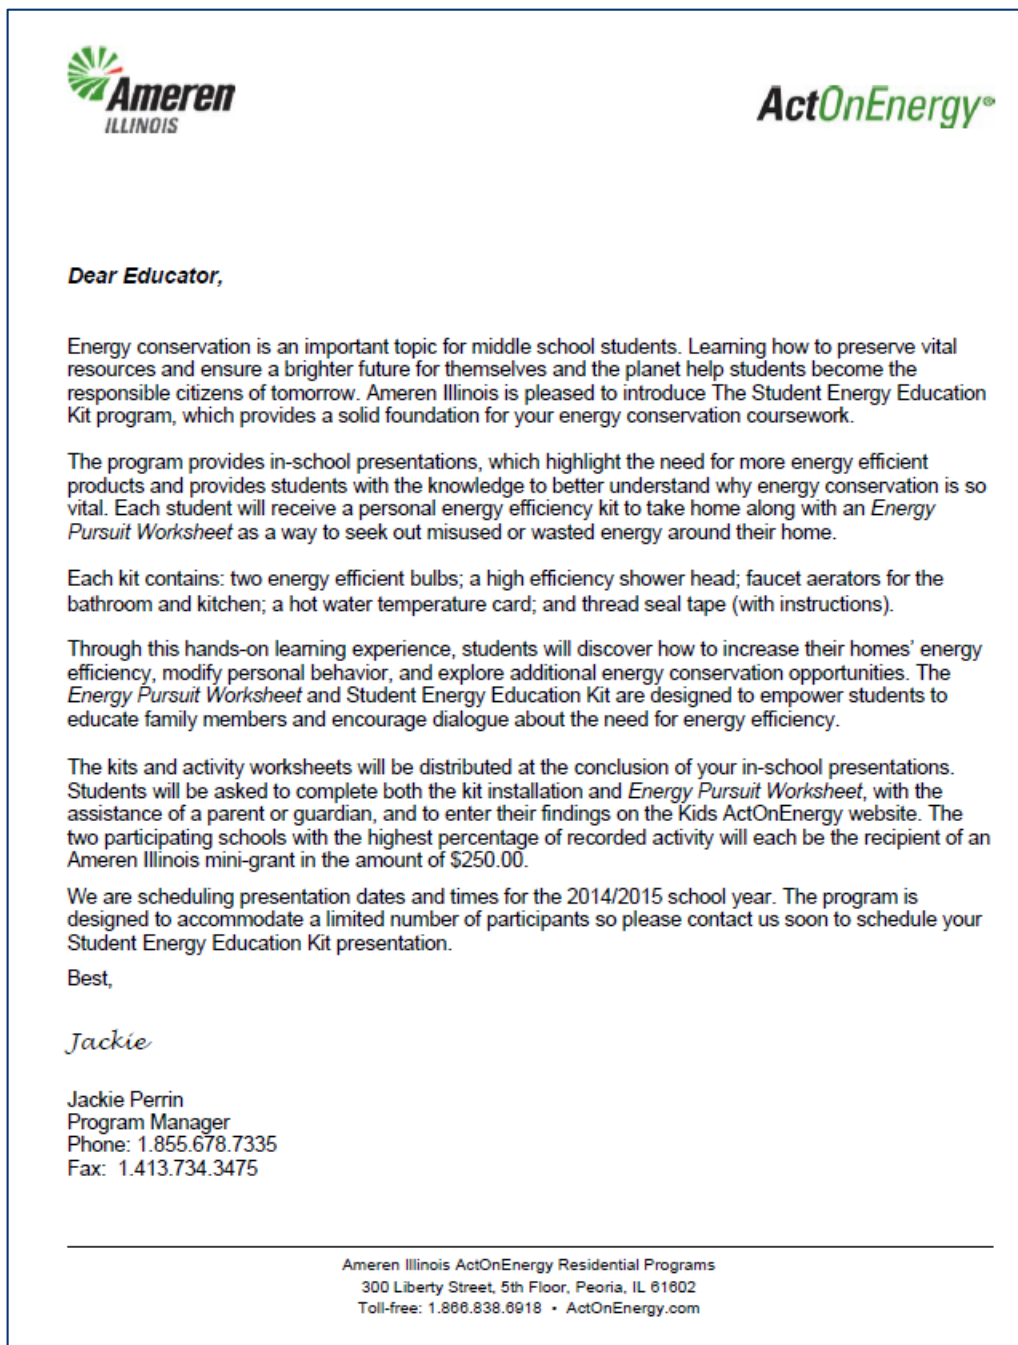 Ameren
ILLINOIS
ActOnEnergy®
Dear Educator,
Energy conservation is an important topic for middle school students. Learning how to preserve vital
resources and ensure a brighter future for themselves and the planet help students become the
responsible citizens of tomorrow. Ameren Illinois is pleased to introduce The Student Energy Education
Kit program, which provides a solid foundation for your energy conservation coursework.
The program provides in-school presentations, which highlight the need for more energy efficient
products and provides students with the knowledge to better understand why energy conservation is so
vital. Each student will receive a personal energy efficiency kit to take home along with an Energy
Pursuit Worksheet as a way to seek out misused or wasted energy around their home.
Each kit contains: two energy efficient bulbs; a high efficiency shower head; faucet aerators for the
bathroom and kitchen; a hot water temperature card; and thread seal tape (with instructions).
Through this hands-on learning experience, students will discover how to increase their homes' energy
efficiency, modify personal behavior, and explore additional energy conservation opportunities. The
Energy Pursuit Worksheet and Student Energy Education Kit are designed to empower students to
educate family members and encourage dialogue about the need for energy efficiency.
The kits and activity worksheets will be distributed at the conclusion of your in-school presentations.
Students will be asked to complete both the kit installation and Energy Pursuit Worksheet, with the
assistance of a parent or guardian, and to enter their findings on the Kids ActOnEnergy website. The
two participating schools with the highest percentage of recorded activity will each be the recipient of an
Ameren Illinois mini-grant in the amount of $250.00.
We are scheduling presentation dates and times for the 2014/2015 school year. The program is
designed to accommodate a limited number of participants so please contact us soon to schedule your
Student Energy Education Kit presentation.
Best,
Jackie
Jackie Perrin
Program Manager
Phone: 1.855.678.7335
Fax: 1.413.734.3475
Ameren Illinois ActOnEnergy Residential Programs
300 Liberty Street, 5th Floor, Peoria, IL 61602
Toll-free: 1.866.838.6918 • ActOnEnergy.com